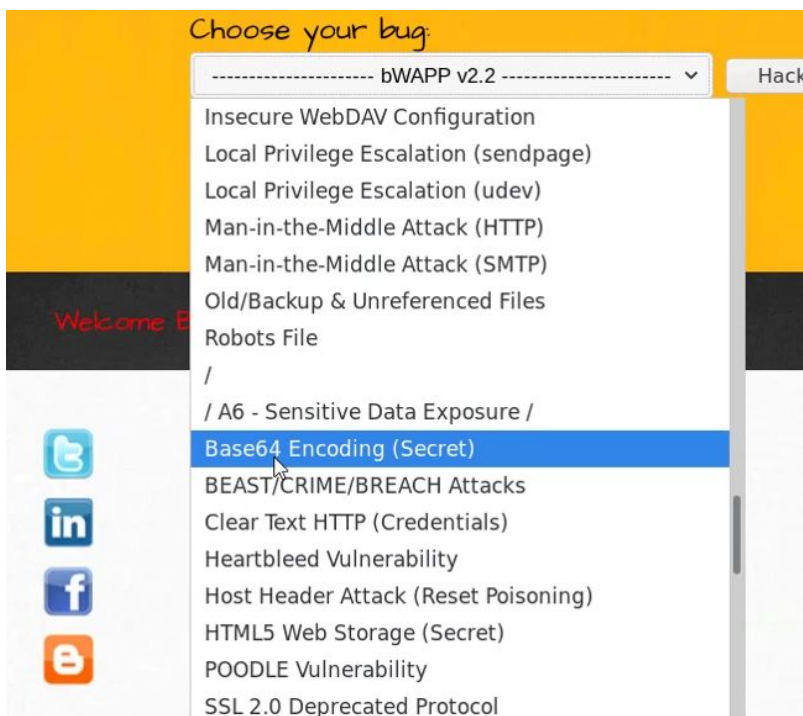 Choose your bug:
---------------------- bWAPP v2.2 -----------------------
Hack
Insecure WebDAV Configuration
Local Privilege Escalation (sendpage)
Local Privilege Escalation (udev)
Man-in-the-Middle Attack (HTTP)
Man-in-the-Middle Attack (SMTP)
Old/Backup & Unreferenced Files
Welcome B
Robots File
/
/ A6 - Sensitive Data Exposure /
Base64 Encoding (Secret)
BEAST/CRIME/BREACH Attacks
Clear Text HTTP (Credentials)
Heartbleed Vulnerability
Host Header Attack (Reset Poisoning)
HTML5 Web Storage (Secret)
POODLE Vulnerability
SSL 2.0 Deprecated Protocol
in
f